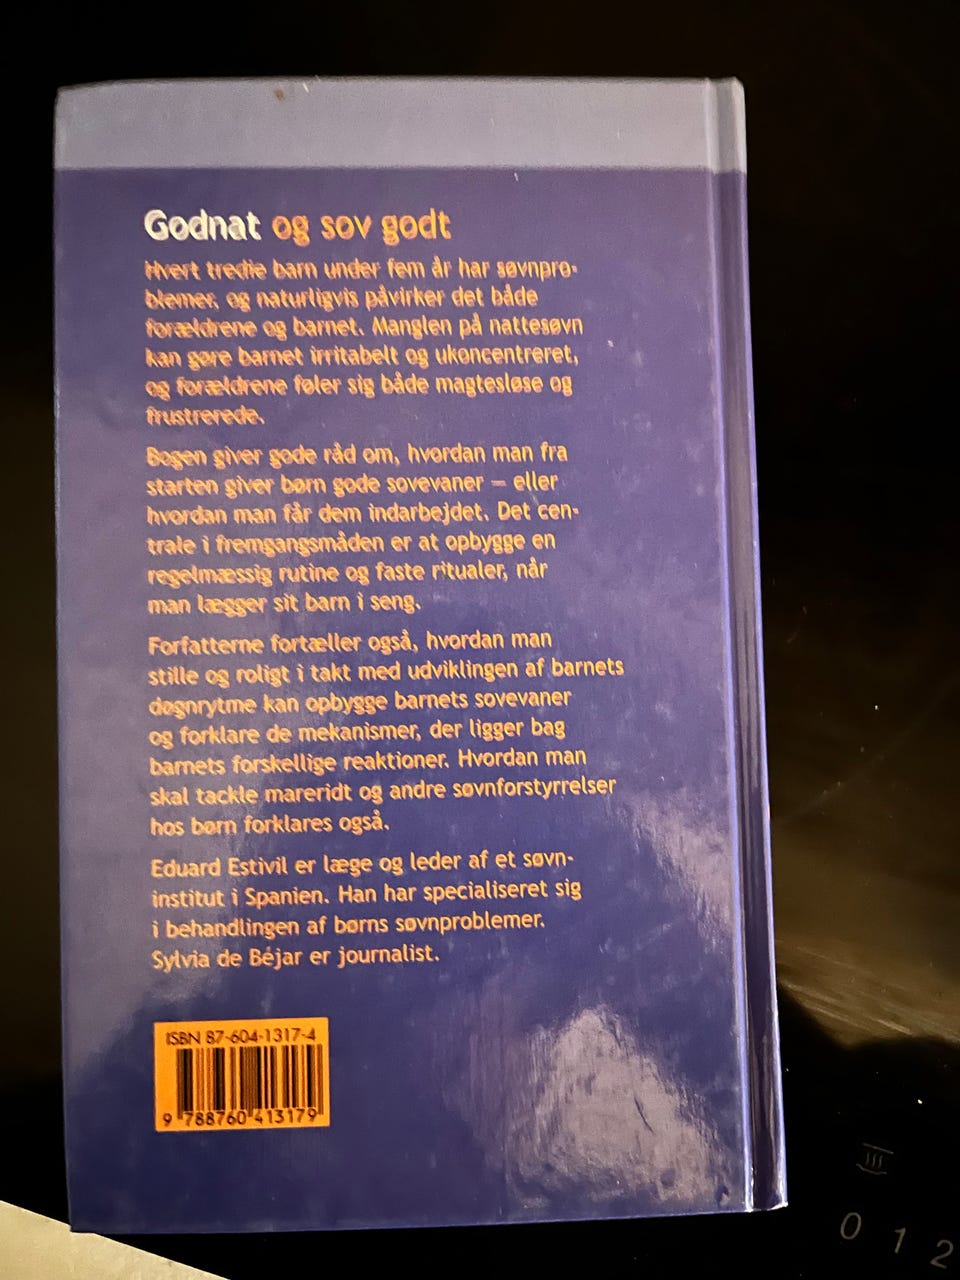 Godnat og sov godt
Hvert tredie barn under fem år har søvnpro-
blemer, og naturligvis påvirker det både
forældrene og barnet. Manglen på nattesøvn
kan gøre barnet irritabelt og ukoncentreret,
og forældrene føler sig både magtesløse og
frustrerede.
Bogen giver gode råd om, hvordan man fra
starten giver børn gode sovevaner – eller
hvordan man får dem indarbejdet. Det cen-
trale i fremgangsmåden er at opbygge en
regelmæssig rutine og faste ritualer, når
man lægger sit barn i seng.
Forfatterne fortæller også, hvordan man
stille og roligt i takt med udviklingen af barnets
døgnrytme kan opbygge barnets sovevaner
og forklare de mekanismer, der ligger bag
barnets forskellige reaktioner. Hvordan man
skal tackle mareridt og andre søvnforstyrrelser
hos børn forklares også.
Eduard Estivil er læge og leder af et søvn-
institut i Spanien. Han har specialiseret sig
i behandlingen af børns søvnproblemer.
Sylvia de Béjar er journalist.
ISBN 87-604-1317-4
9 788760 413179
0 1 2